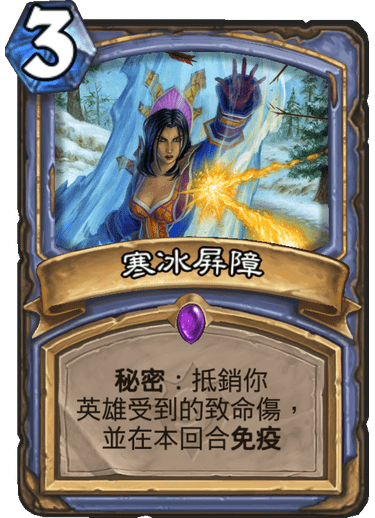 3
寒冰屏障
秘密：抵銷你
英雄受到的致命傷，
並在本回合免疫